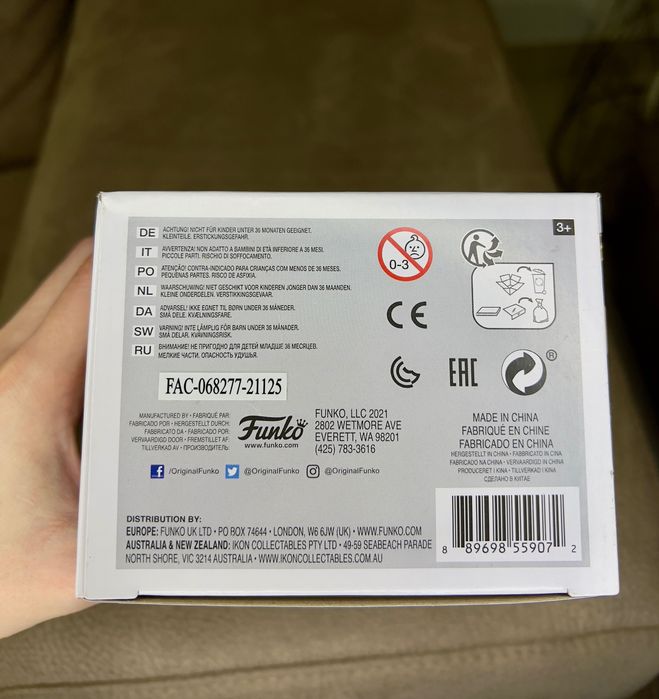 3+
DE ACHTUNG! NICHT FÜR KINDER UNTER 36 MONATEN GEEIGNET.
KLEINTEILE. ERSTICKUNGSGEFAHR.
IT AVVERTENZA! NON ADATTO A BAMBINI DI ETÀ INFERIORE A 36 MESI.
PICCOLE PARTI. RISCHIO DI SOFFOCAMENTO.
PO ATENÇÃO! CONTRA-INDICADO PARA CRIANÇAS COM MENOS DE 36 MESES.
PEQUENAS PARTES. RISCO DE ASFIXIA.
NL WAARSCHUWING! NIET GESCHIKT VOOR KINDEREN JONGER DAN 36 MAANDEN.
KLEINE ONDERDELEN. VERSTIKKINGSGEVAAR.
DA ADVARSEL! IKKE EGNET TIL BØRN UNDER 36 MÅNEDER.
SMÅ DELE. KVÆLNINGSFARE.
SW VARNING! INTE LÄMPLIG FÖR BARN UNDER 36 MÅNADER.
SMÅ DELAR. KVÄVNINGSRISK.
RU ВНИМАНИЕ! НЕ ПРИГОДНО ДЛЯ ДЕТЕЙ МЛАДШЕ 36 МЕСЯЦЕВ.
МЕЛКИЕ ЧАСТИ. ОПАСНОСТЬ УДУШЬЯ.
0-3
CE
EAC
®
FAC-068277-21125
MANUFACTURED BY • FABRIQUÉ PAR:
FABRICADO POR • HERGESTELLT DURCH:
FABBRICATO DA • FABRICADO POR:
VERVAARDIGD DOOR • FREMSTILLET AF:
TILLVERKAD AV • ПРОИЗВЕДЕНО:
Funko
www.funko.com
FUNKO, LLC 2021
2802 WETMORE AVE
EVERETT, WA 98201
(425) 783-3616
MADE IN CHINA
FABRIQUÉ EN CHINE
FABRICADO EN CHINA
HERGESTELLT IN CHINA • FABBRICATO IN CINA
FABRICADO NA CHINA • VERVAARDIGD IN CHINA
PRODUCERET I KINA • TILLVERKAD I KINA
СДЕЛАНО В КИТАЕ
/OriginalFunko @OriginalFunko @OriginalFunko
DISTRIBUTION BY:
EUROPE: FUNKO UK LTD • PO BOX 74644 • LONDON, W6 6JW (UK) • WWW.FUNKO.COM
AUSTRALIA & NEW ZEALAND: IKON COLLECTABLES PTY LTD • 49-59 SEABEACH PARADE
NORTH SHORE, VIC 3214 AUSTRALIA • WWW.IKONCOLLECTABLES.COM.AU
8 89698 55907 2